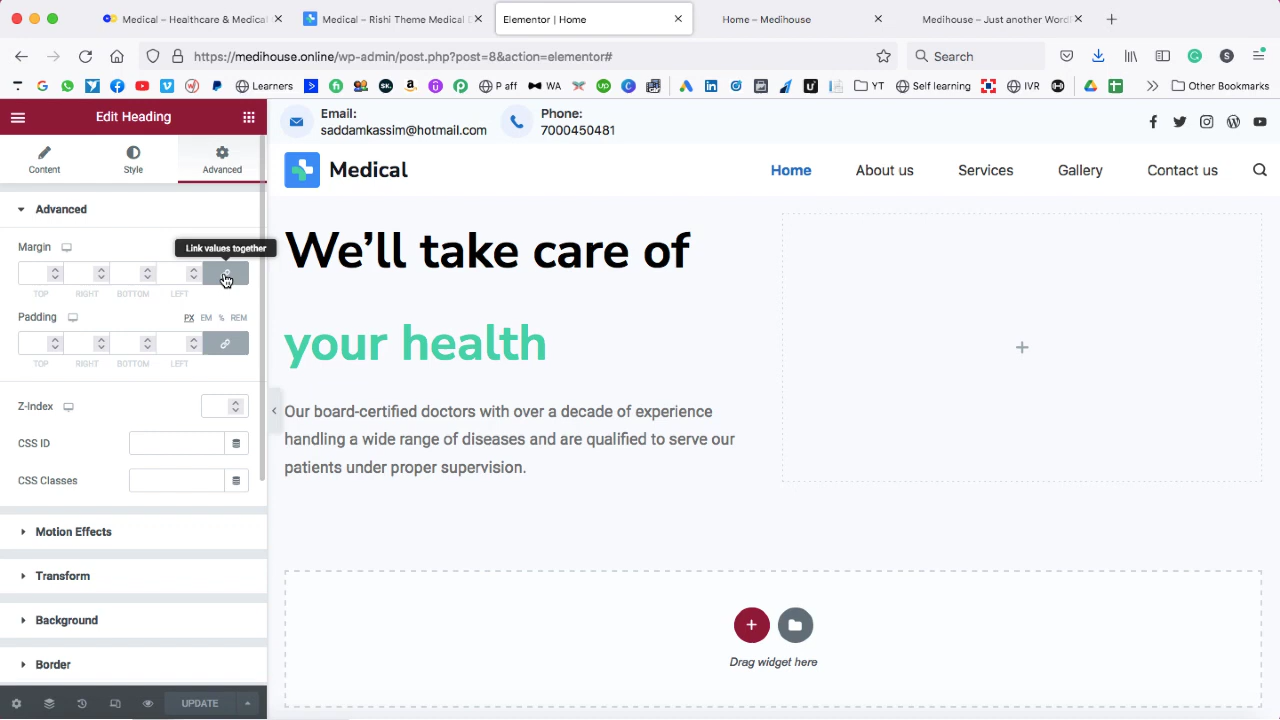 Medical – Healthcare & Medical
Medical – Rishi Theme Medical D
Elementor | Home
Home – Medihouse
Medihouse – Just another Word
https://medihouse.online/wp-admin/post.php?post=8&action=elementor#
Search
Learners
P aff
WA
YT
Self learning
IVR
Other Bookmarks
Edit Heading
Content
Style
Advanced
Advanced
Margin
Link values together
TOP RIGHT BOTTOM LEFT
Padding
PX EM % REM
TOP RIGHT BOTTOM LEFT
Z-Index
CSS ID
CSS Classes
Motion Effects
Transform
Background
Border
UPDATE
Email:
saddamkassim@hotmail.com
Phone:
7000450481
Medical
Home
About us
Services
Gallery
Contact us
We’ll take care of
your health
Our board-certified doctors with over a decade of experience
handling a wide range of diseases and are qualified to serve our
patients under proper supervision.
Drag widget here